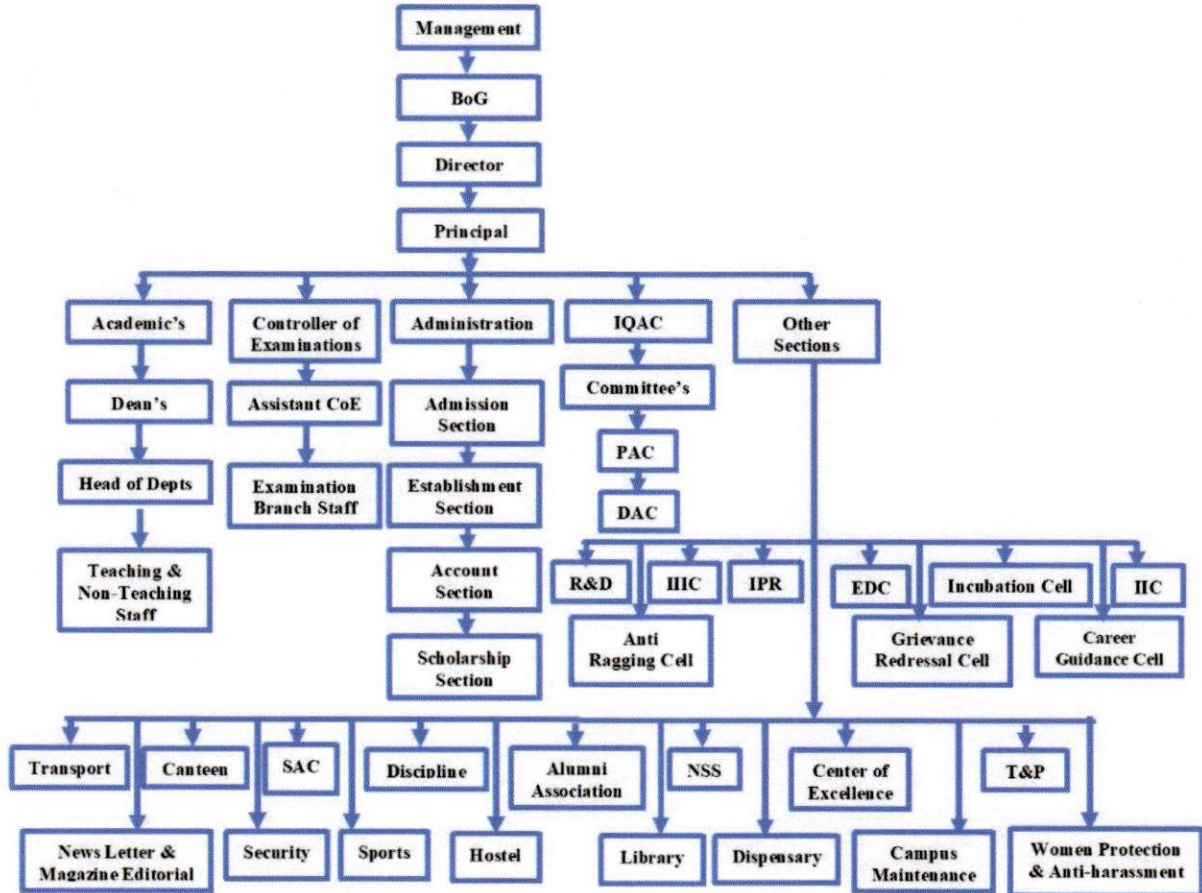 Management
BoG
Director
Principal
Academic's
Controller of
Examinations
Administration
IQAC
Other
Sections
Dean's
Assistant CoE
Admission
Section
Committee's
Head of Depts
Examination
Branch Staff
Establishment
Section
PAC
DAC
Teaching &
Non-Teaching
Staff
Account
Section
Scholarship
Section
R&D
IIIC
IPR
EDC
Incubation Cell
IIC
Anti
Ragging Cell
Grievance
Redressal Cell
Career
Guidance Cell
Transport
Canteen
SAC
Discipline
Alumni
Association
NSS
Center of
Excellence
T&P
News Letter &
Magazine Editorial
Security
Sports
Hostel
Library
Dispensary
Campus
Maintenance
Women Protection
& Anti-harassment